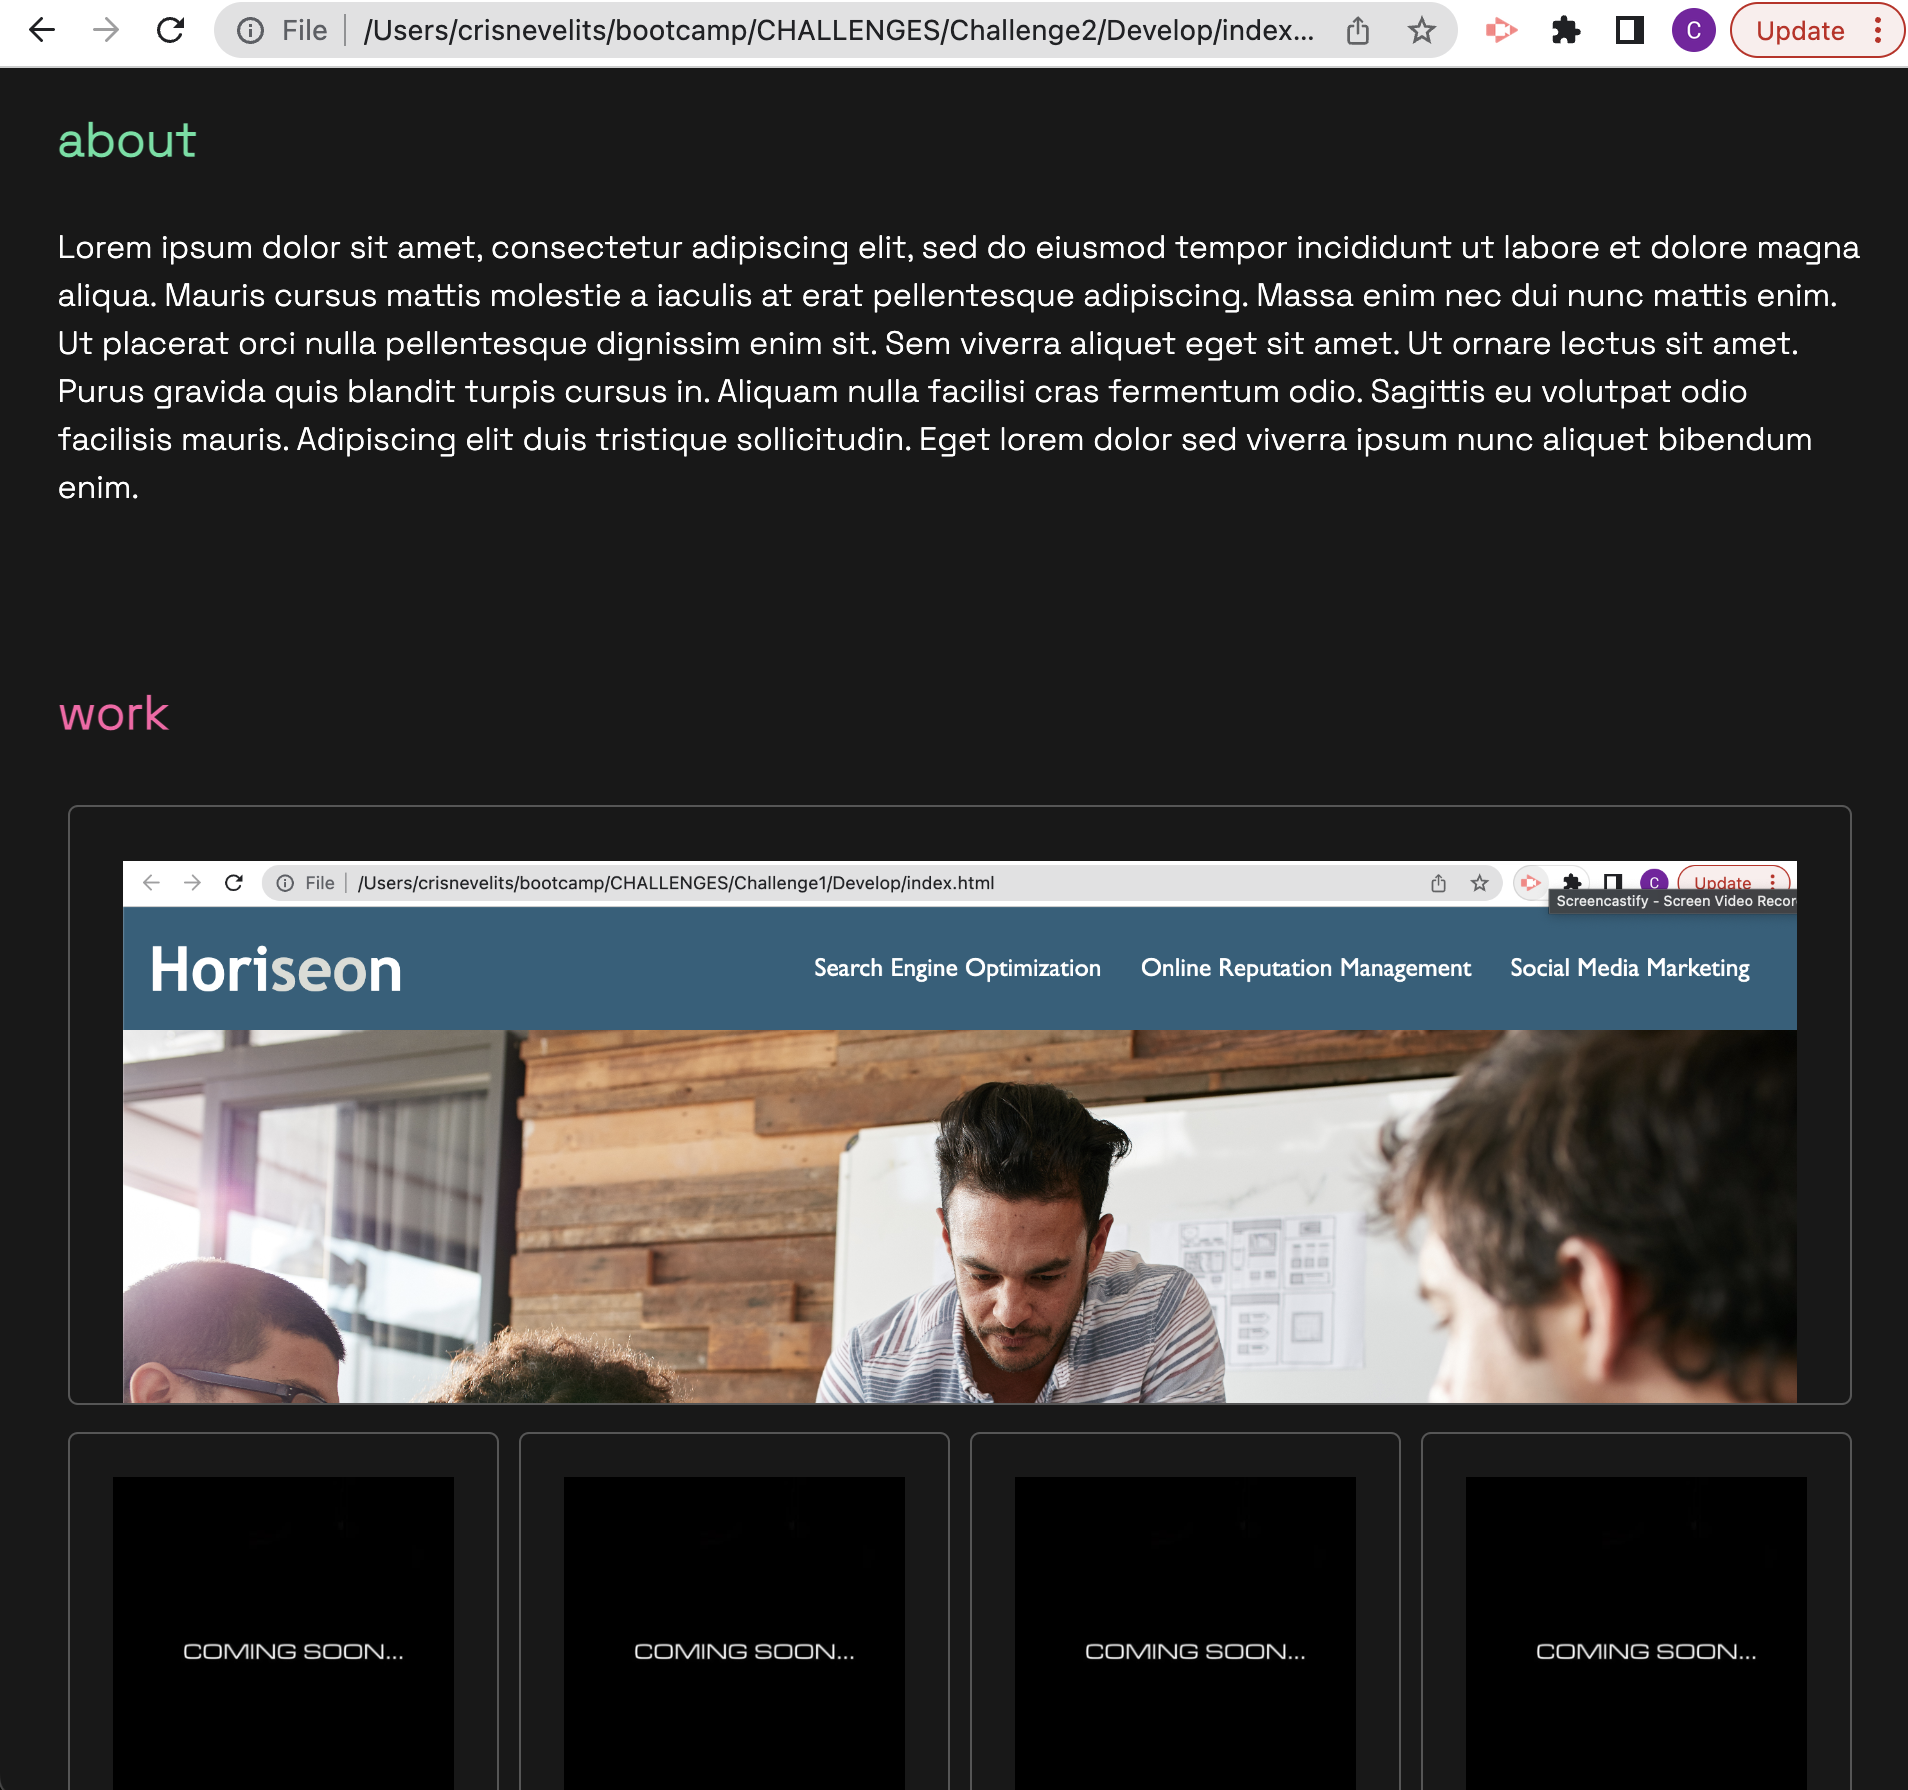 File | /Users/crisnevelits/bootcamp/CHALLENGES/Challenge2/Develop/index... C Update
about
Lorem ipsum dolor sit amet, consectetur adipiscing elit, sed do eiusmod tempor incididunt ut labore et dolore magna
aliqua. Mauris cursus mattis molestie a iaculis at erat pellentesque adipiscing. Massa enim nec dui nunc mattis enim.
Ut placerat orci nulla pellentesque dignissim enim sit. Sem viverra aliquet eget sit amet. Ut ornare lectus sit amet.
Purus gravida quis blandit turpis cursus in. Aliquam nulla facilisi cras fermentum odio. Sagittis eu volutpat odio
facilisis mauris. Adipiscing elit duis tristique sollicitudin. Eget lorem dolor sed viverra ipsum nunc aliquet bibendum
enim.
work
File | /Users/crisnevelits/bootcamp/CHALLENGES/Challenge1/Develop/index.html C Update
Screencastify - Screen Video Recor
Horiseon Search Engine Optimization Online Reputation Management Social Media Marketing
COMING SOON... COMING SOON... COMING SOON... COMING SOON...